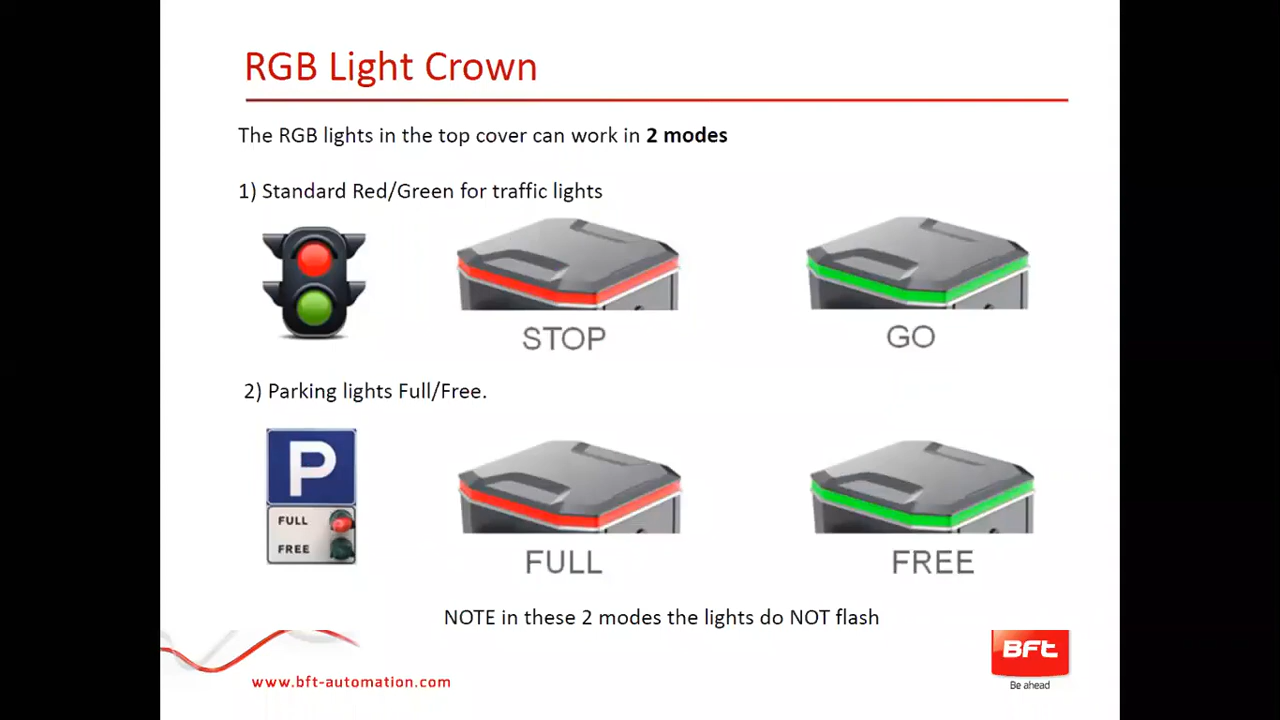 RGB Light Crown
The RGB lights in the top cover can work in 2 modes
1) Standard Red/Green for traffic lights
STOP
GO
2) Parking lights Full/Free.
P
FULL
FREE
FULL
FREE
NOTE in these 2 modes the lights do NOT flash
www.bft-automation.com
BFt
Be ahead